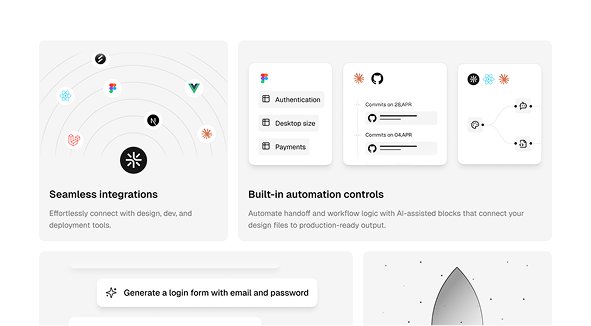 Authentication
Desktop size
Payments
Commits on 28,APR
Commits on 04,APR
Seamless integrations
Effortlessly connect with design, dev, and
deployment tools.
Built-in automation controls
Automate handoff and workflow logic with AI-assisted blocks that connect your
design files to production-ready output.
Generate a login form with email and password